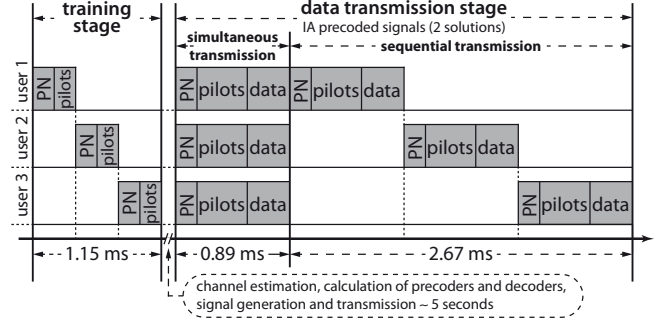 training
stage
data transmission stage
IA precoded signals (2 solutions)
simultaneous
transmission
sequential transmission
user 1
PN pilots
PN pilots data
PN pilots data
user 2
PN pilots
PN pilots data
PN pilots data
user 3
PN pilots
PN pilots data
PN pilots data
1.15 ms
0.89 ms
2.67 ms
channel estimation, calculation of precoders and decoders,
signal generation and transmission ~ 5 seconds